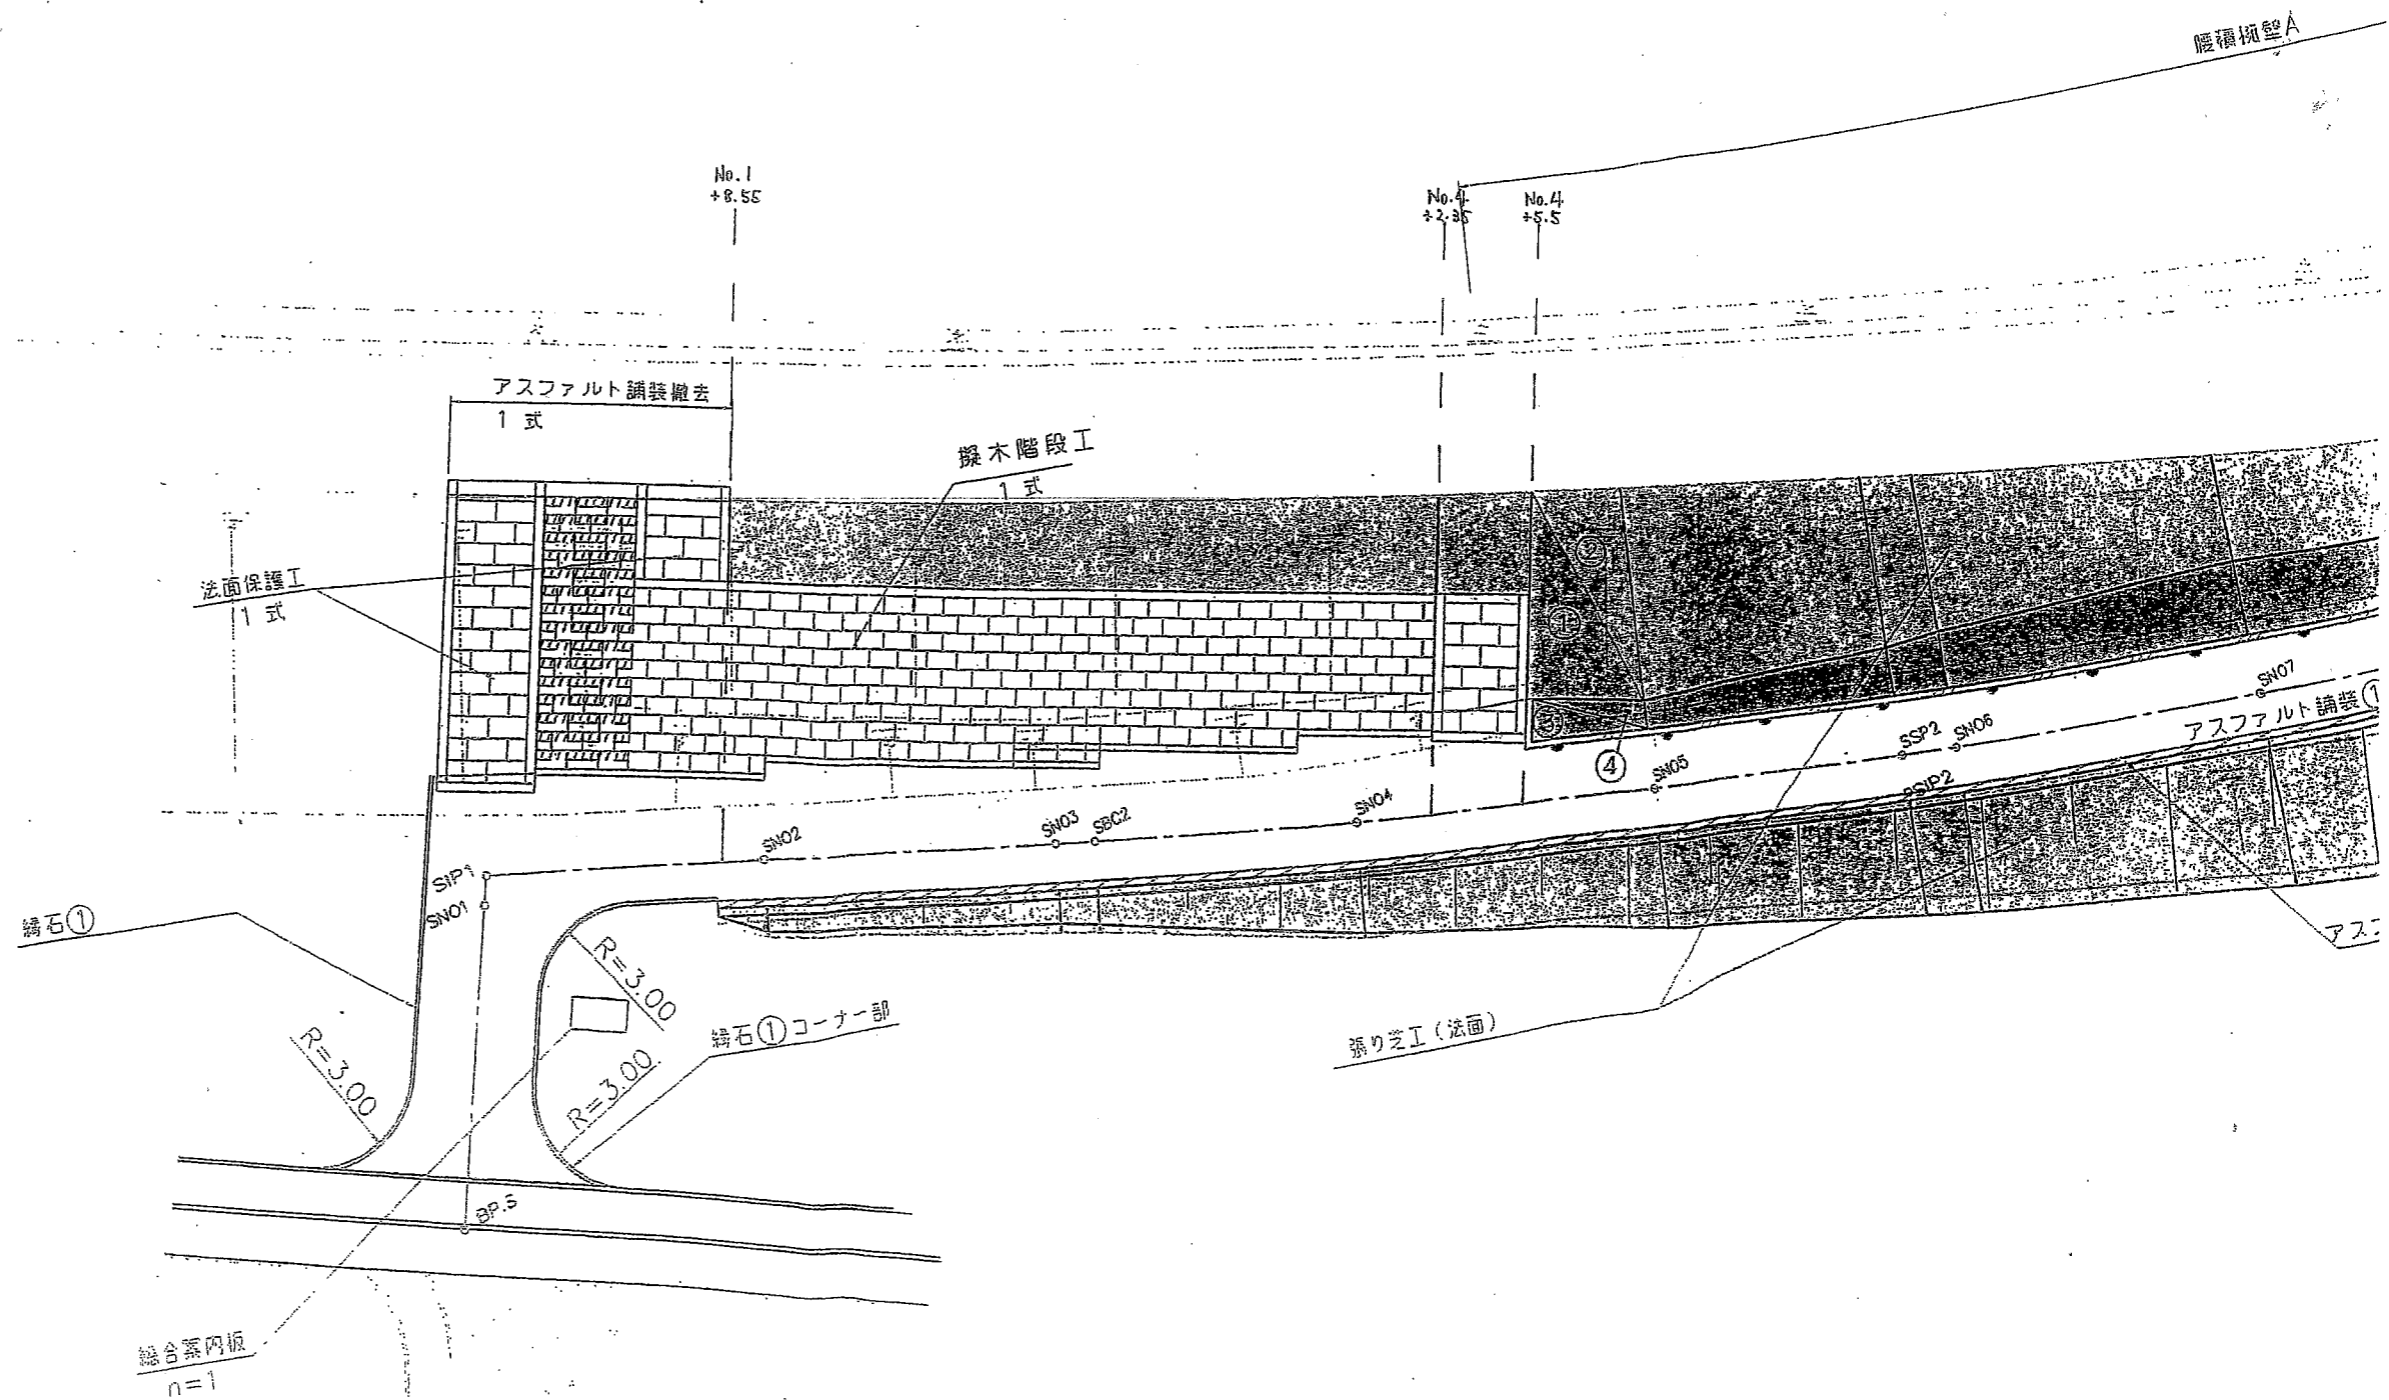 腰積擁壁A
No.1
+8.55
No.4
+2.35
No.4
+5.5
アスファルト舗装撤去
1 式
擬木階段工
1 式
法面保護工
1 式
②
①
③
④
SNO7
アスファルト舗装①
SSP2
SNO6
SNO5
SSIP2
SNO4
SNO3
SBC2
SNO2
SIP1
SNO1
縁石①
アス
R=3.00
R=3.00
R=3.00
縁石①コーナー部
張り芝工(法面)
BP.S
総合案内板
n=1